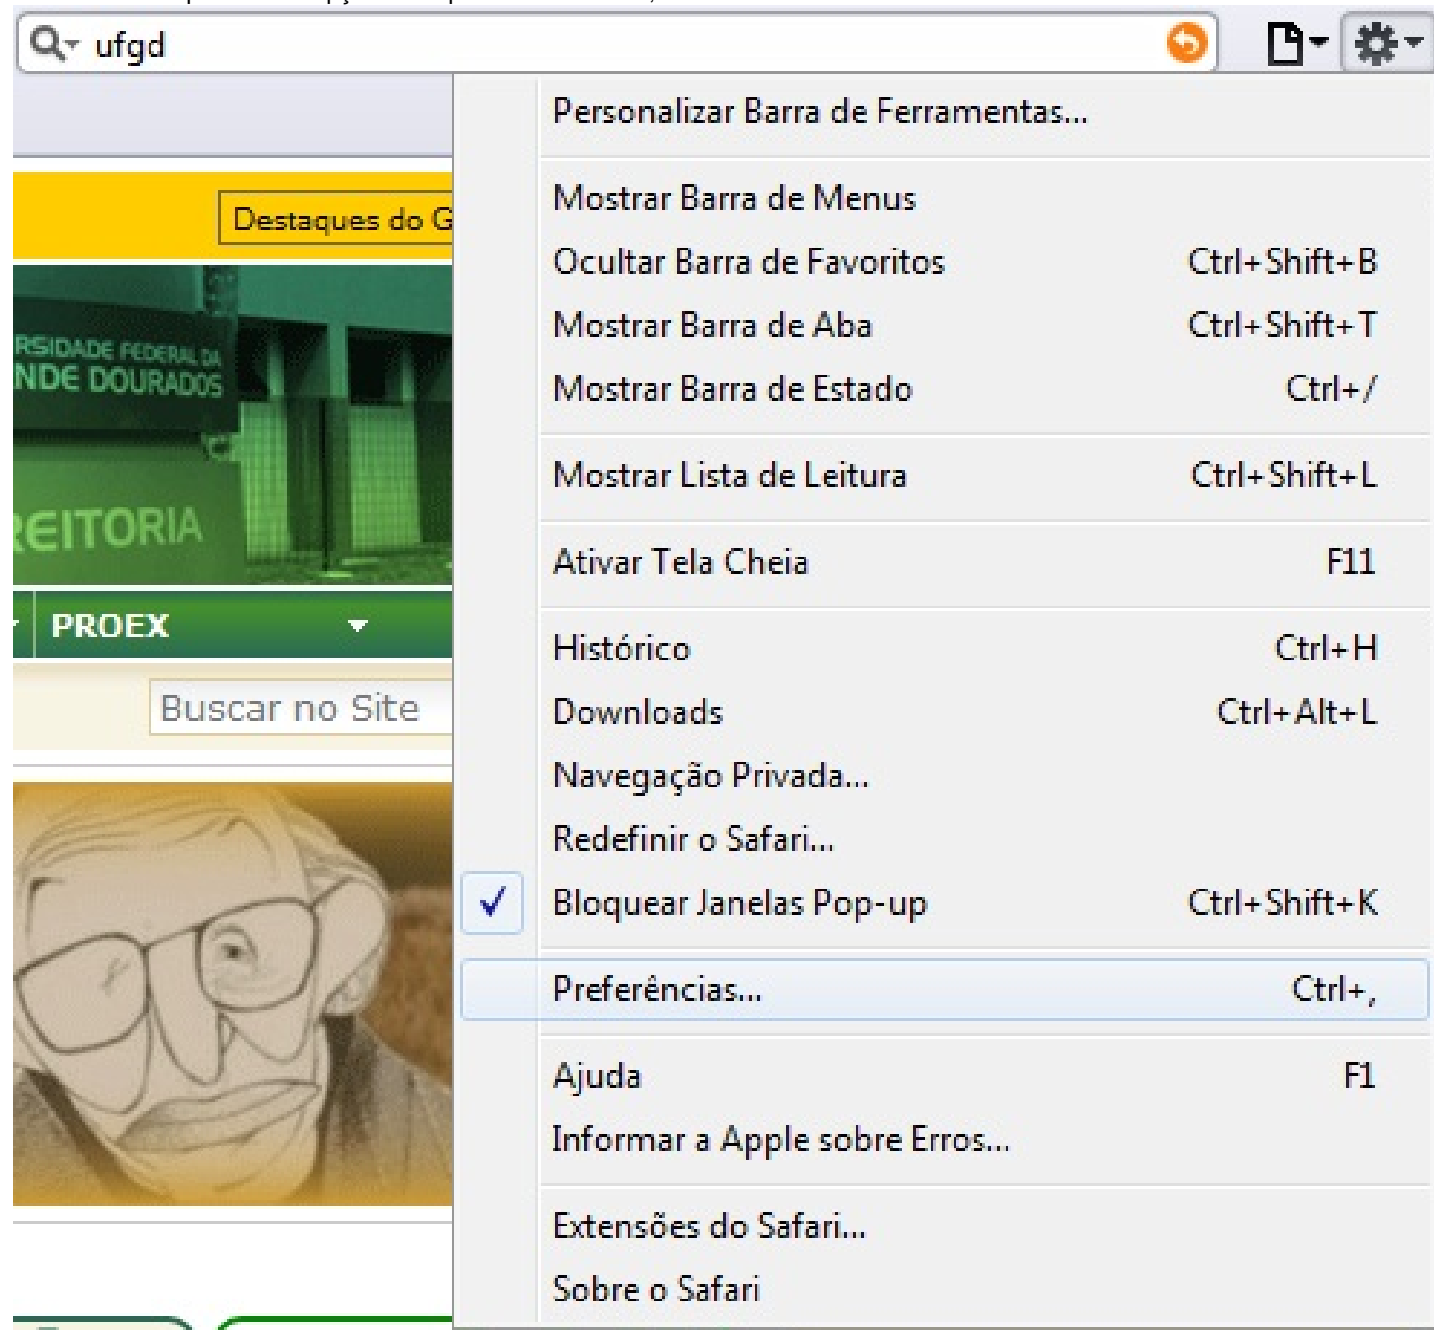 ufgd
Personalizar Barra de Ferramentas...
Destaques do G
Mostrar Barra de Menus
Ocultar Barra de Favoritos Ctrl+Shift+B
Mostrar Barra de Aba Ctrl+Shift+T
Mostrar Barra de Estado Ctrl+/
RSIDADE FEDERAL DA
NDE DOURADOS
Mostrar Lista de Leitura Ctrl+Shift+L
REITORIA
Ativar Tela Cheia F11
PROEX
Histórico Ctrl+H
Buscar no Site
Downloads Ctrl+Alt+L
Navegação Privada...
Redefinir o Safari...
Bloquear Janelas Pop-up Ctrl+Shift+K
Preferências... Ctrl+,
Ajuda F1
Informar a Apple sobre Erros...
Extensões do Safari...
Sobre o Safari